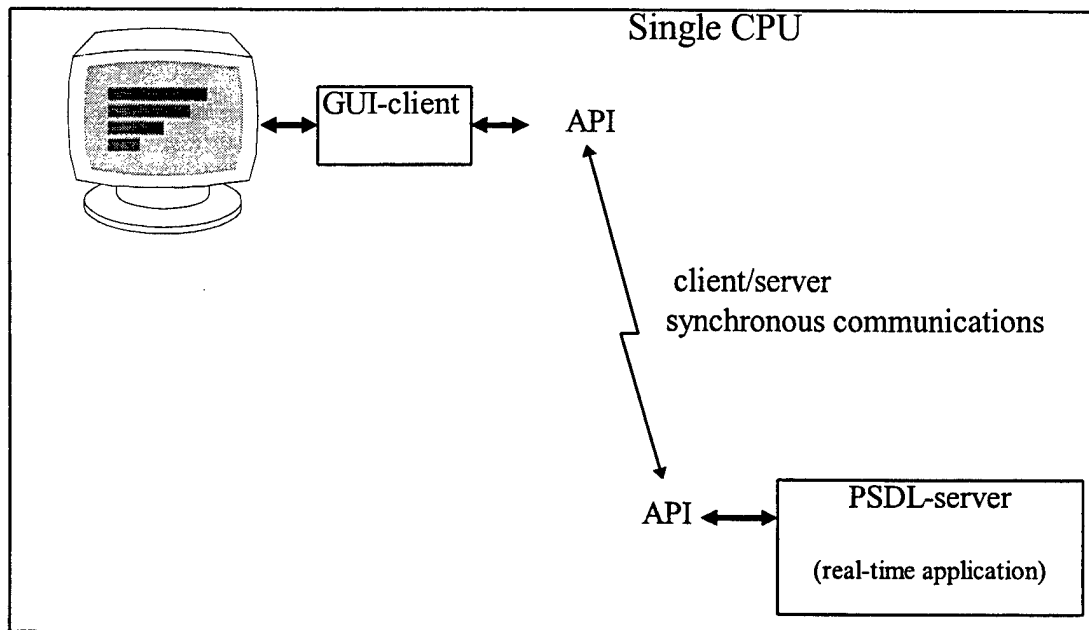 Single CPU
GUI-client
API
client/server
synchronous communications
API
PSDL-server
(real-time application)